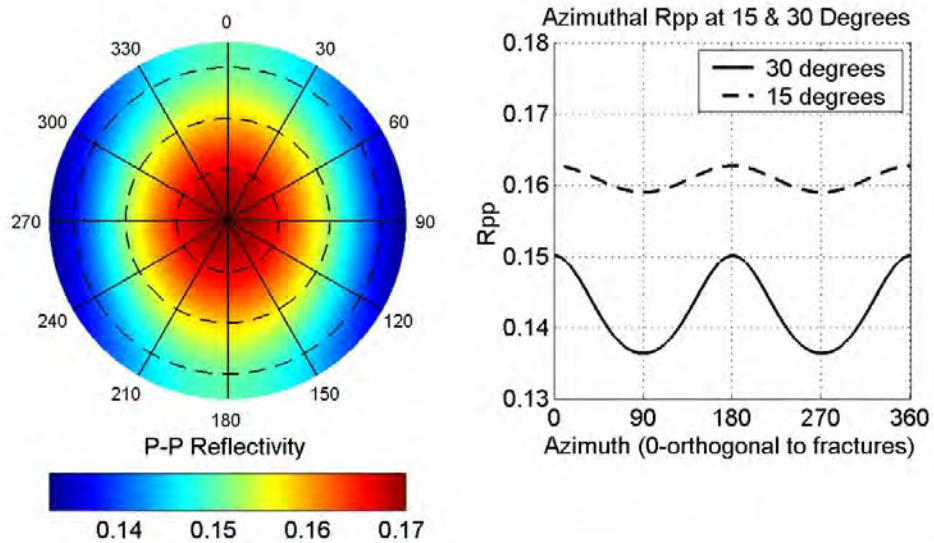 0
30
60
90
120
150
180
210
240
270
300
330
P-P Reflectivity
0.14 0.15 0.16 0.17
Azimuthal Rpp at 15 & 30 Degrees
30 degrees
15 degrees
Rpp
0.18
0.17
0.16
0.15
0.14
0.13
0 90 180 270 360
Azimuth (0-orthogonal to fractures)